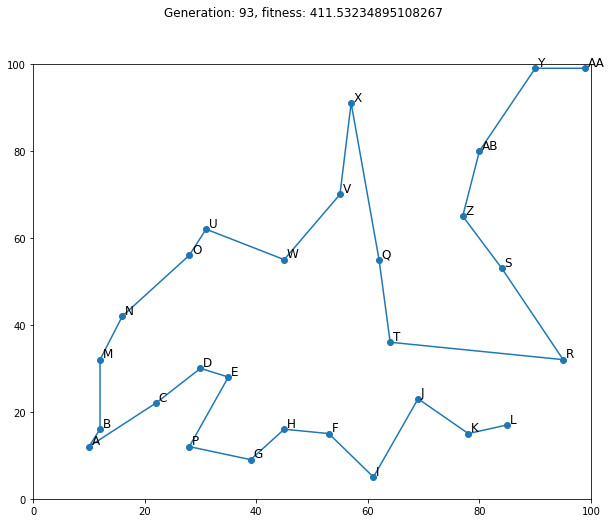 Generation: 93, fitness: 411.53234895108267
100
Y AA
X
80 AB
V
Z
U
60
O W Q S
N
40
M T R
D E
J
20 C
B H F K L
A P G
I
0
0 20 40 60 80 100